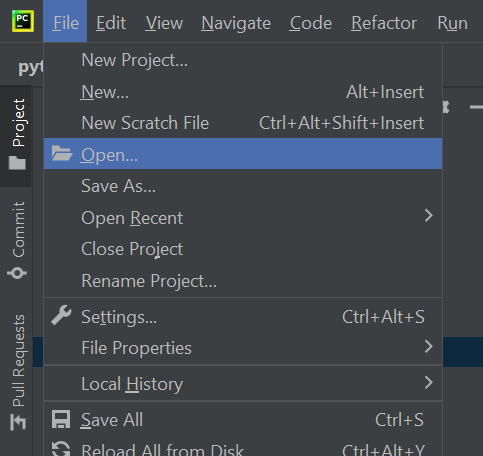 PC
File Edit View Navigate Code Refactor Run
pyt
New Project...
New... Alt+Insert
New Scratch File Ctrl+Alt+Shift+Insert
Open...
Save As...
Open Recent
Close Project
Rename Project...
Settings... Ctrl+Alt+S
File Properties
Local History
Save All Ctrl+S
Reload All from Disk Ctrl+Alt+Y
Project
Commit
Pull Requests